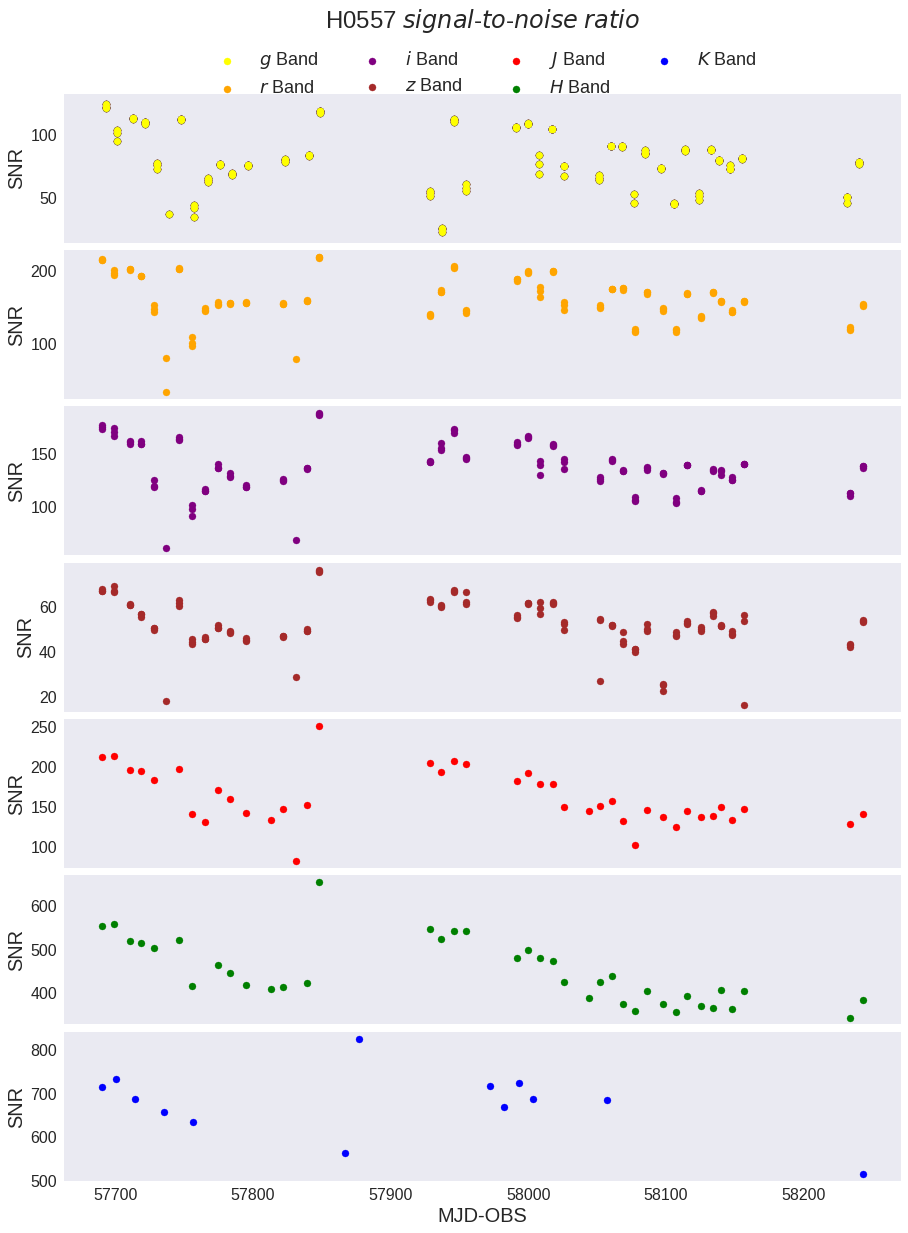 H0557 signal-to-noise ratio
g Band i Band J Band K Band
r Band z Band H Band
100
50
SNR
200
100
SNR
150
100
SNR
60
40
20
SNR
250
200
150
100
SNR
600
500
400
SNR
800
700
600
500
SNR
57700 57800 57900 58000 58100 58200
MJD-OBS